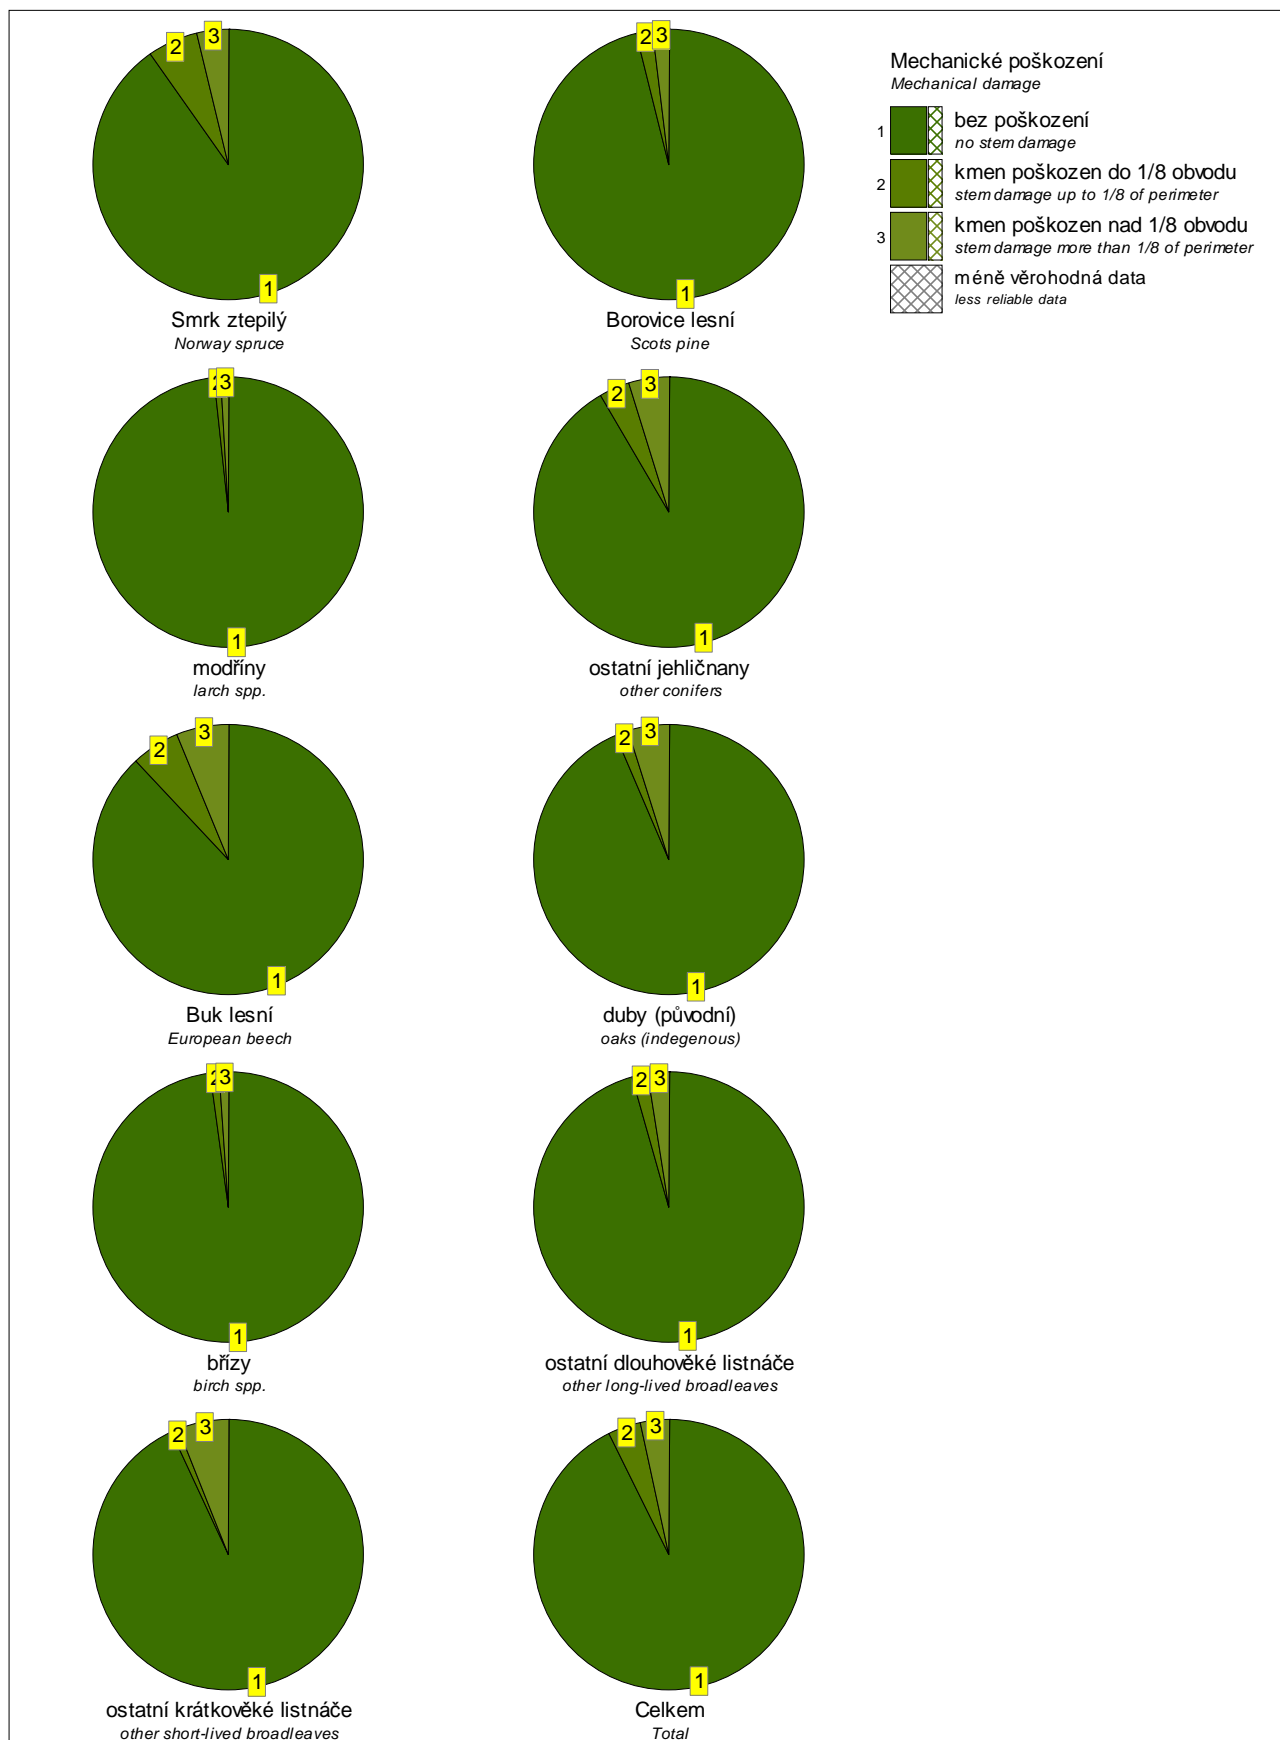 2
3
1
Smrk ztepilý
Norway spruce
2
3
1
Borovice lesní
Scots pine
Mechanické poškození
Mechanical damage
1
bez poškození
no stem damage
2
kmen poškozen do 1/8 obvodu
stem damage up to 1/8 of perimeter
3
kmen poškozen nad 1/8 obvodu
stem damage more than 1/8 of perimeter
méně věrohodná data
less reliable data
2
3
1
modříny
larch spp.
2
3
1
ostatní jehličnany
other conifers
2
3
1
Buk lesní
European beech
2
3
1
duby (původní)
oaks (indegenous)
2
3
1
břízy
birch spp.
2
3
1
ostatní dlouhověké listnáče
other long-lived broadleaves
2
3
1
ostatní krátkověké listnáče
other short-lived broadleaves
2
3
1
Celkem
Total